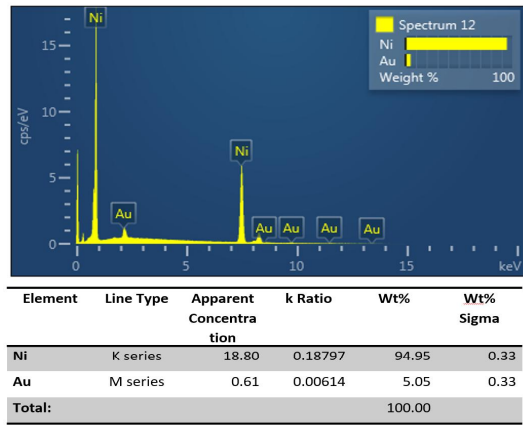 Ni
Spectrum 12
Ni
Au
Weight % 100
15
10
cps/eV
5
0
Au
Ni
Au Au Au Au
0 5 10 15 keV
Element Line Type Apparent Concentra tion k Ratio Wt% Wt% Sigma
Ni K series 18.80 0.18797 94.95 0.33
Au M series 0.61 0.00614 5.05 0.33
Total: 100.00